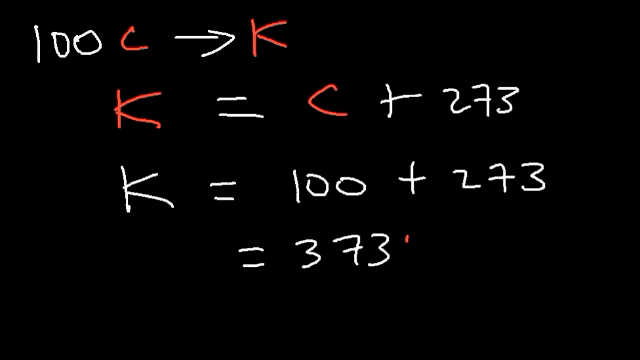 100 C → K
K = C + 273
K = 100 + 273
= 373